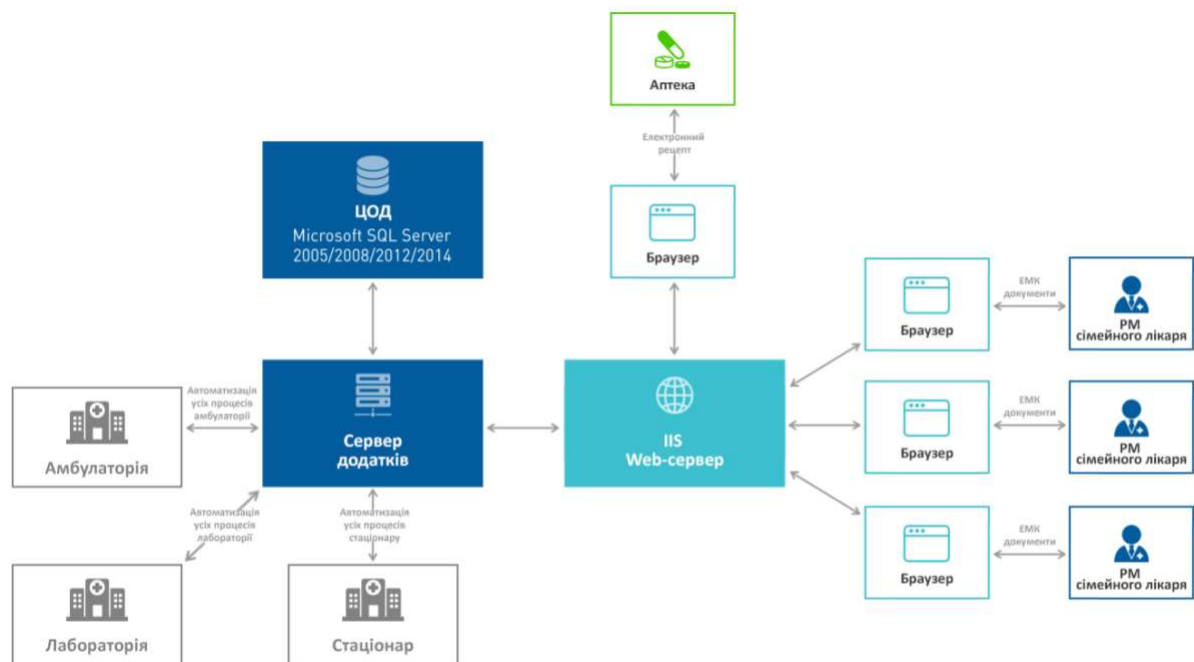 Аптека
Електронний
рецепт
ЦОД
Microsoft SQL Server
2005/2008/2012/2014
Браузер
Браузер
ЕМК
документи
РМ
сімейного лікаря
Автоматизація
усіх процесів
амбулаторії
Амбулаторія
Сервер
додатків
IIS
Web-сервер
Браузер
ЕМК
документи
РМ
сімейного лікаря
Автоматизація
усіх процесів
лабораторії
Автоматизація
усіх процесів
стаціонару
Браузер
ЕМК
документи
РМ
сімейного лікаря
Лабораторія
Стаціонар